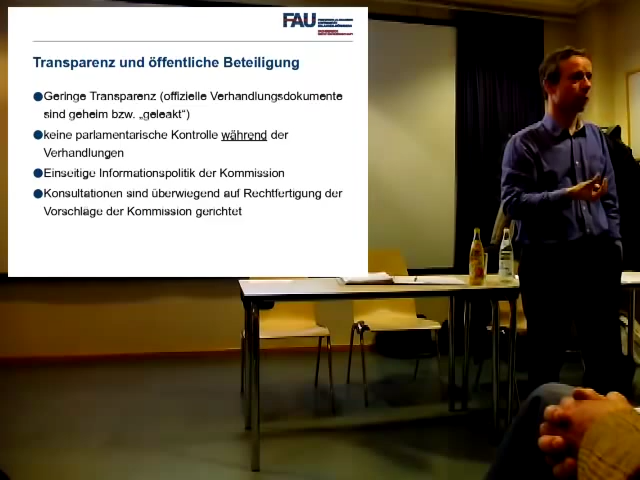 FAU
Transparenz und öffentliche Beteiligung
Geringe Transparenz (offizielle Verhandlungsdokumente
sind geheim bzw. „geleakt“)
keine parlamentarische Kontrolle während der
Verhandlungen
Einseitige Informationspolitik der Kommission
Konsultationen sind überwiegend auf Rechtfertigung der
Vorschläge der Kommission gerichtet